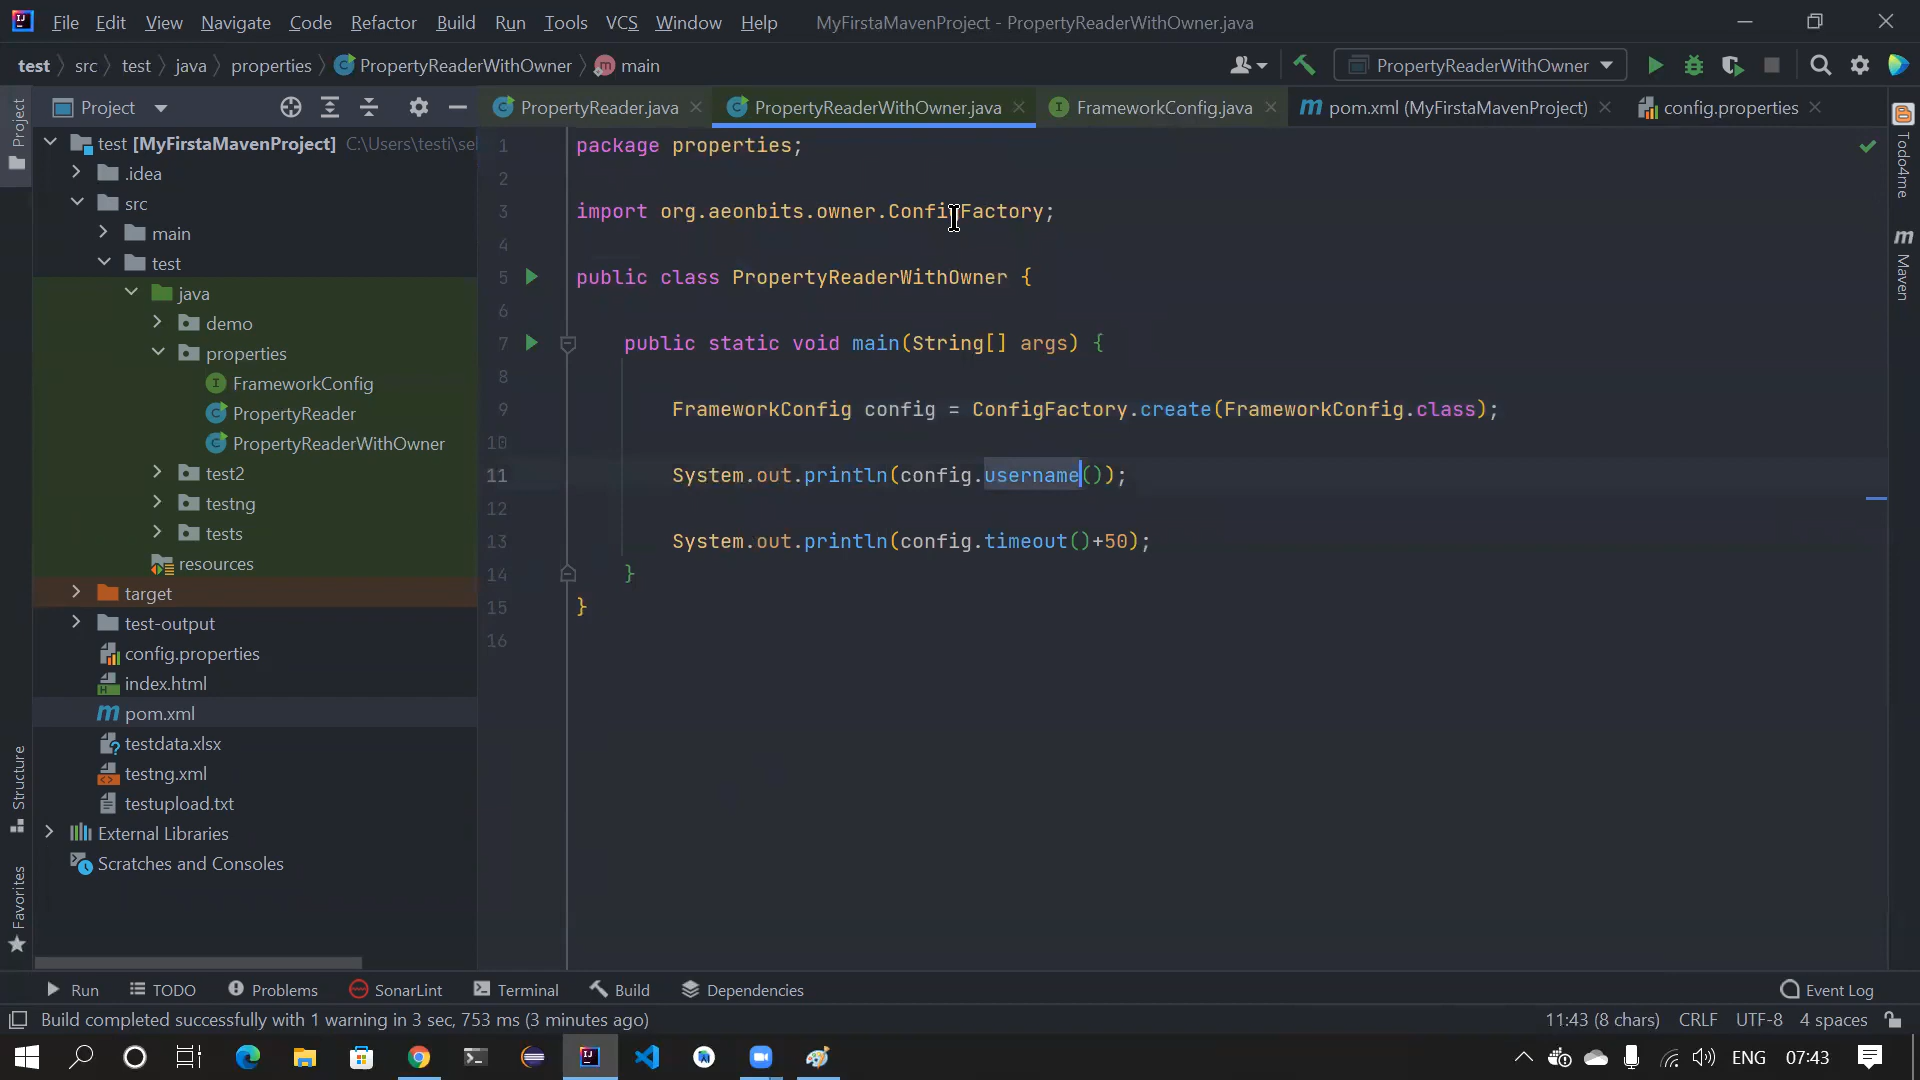 File Edit View Navigate Code Refactor Build Run Tools VCS Window Help MyFirstaMavenProject - PropertyReaderWithOwner.java
test src test java properties PropertyReaderWithOwner main PropertyReaderWithOwner
Project PropertyReader.java PropertyReaderWithOwner.java FrameworkConfig.java pom.xml (MyFirstaMavenProject) config.properties
Project
Structure
Favorites
test [MyFirstaMavenProject] C:\Users\testi\sel
.idea
src
main
test
java
demo
properties
FrameworkConfig
PropertyReader
PropertyReaderWithOwner
test2
testng
tests
resources
target
test-output
config.properties
index.html
pom.xml
testdata.xlsx
testng.xml
testupload.txt
External Libraries
Scratches and Consoles
1 package properties;
2
3 import org.aeonbits.owner.ConfigFactory;
4
5 public class PropertyReaderWithOwner {
6
7 public static void main(String[] args) {
8
9 FrameworkConfig config = ConfigFactory.create(FrameworkConfig.class);
10
11 System.out.println(config.username());
12
13 System.out.println(config.timeout()+50);
14 }
15 }
16
Todo4me
Maven
Run TODO Problems SonarLint Terminal Build Dependencies Event Log
Build completed successfully with 1 warning in 3 sec, 753 ms (3 minutes ago) 11:43 (8 chars) CRLF UTF-8 4 spaces
ENG 07:43